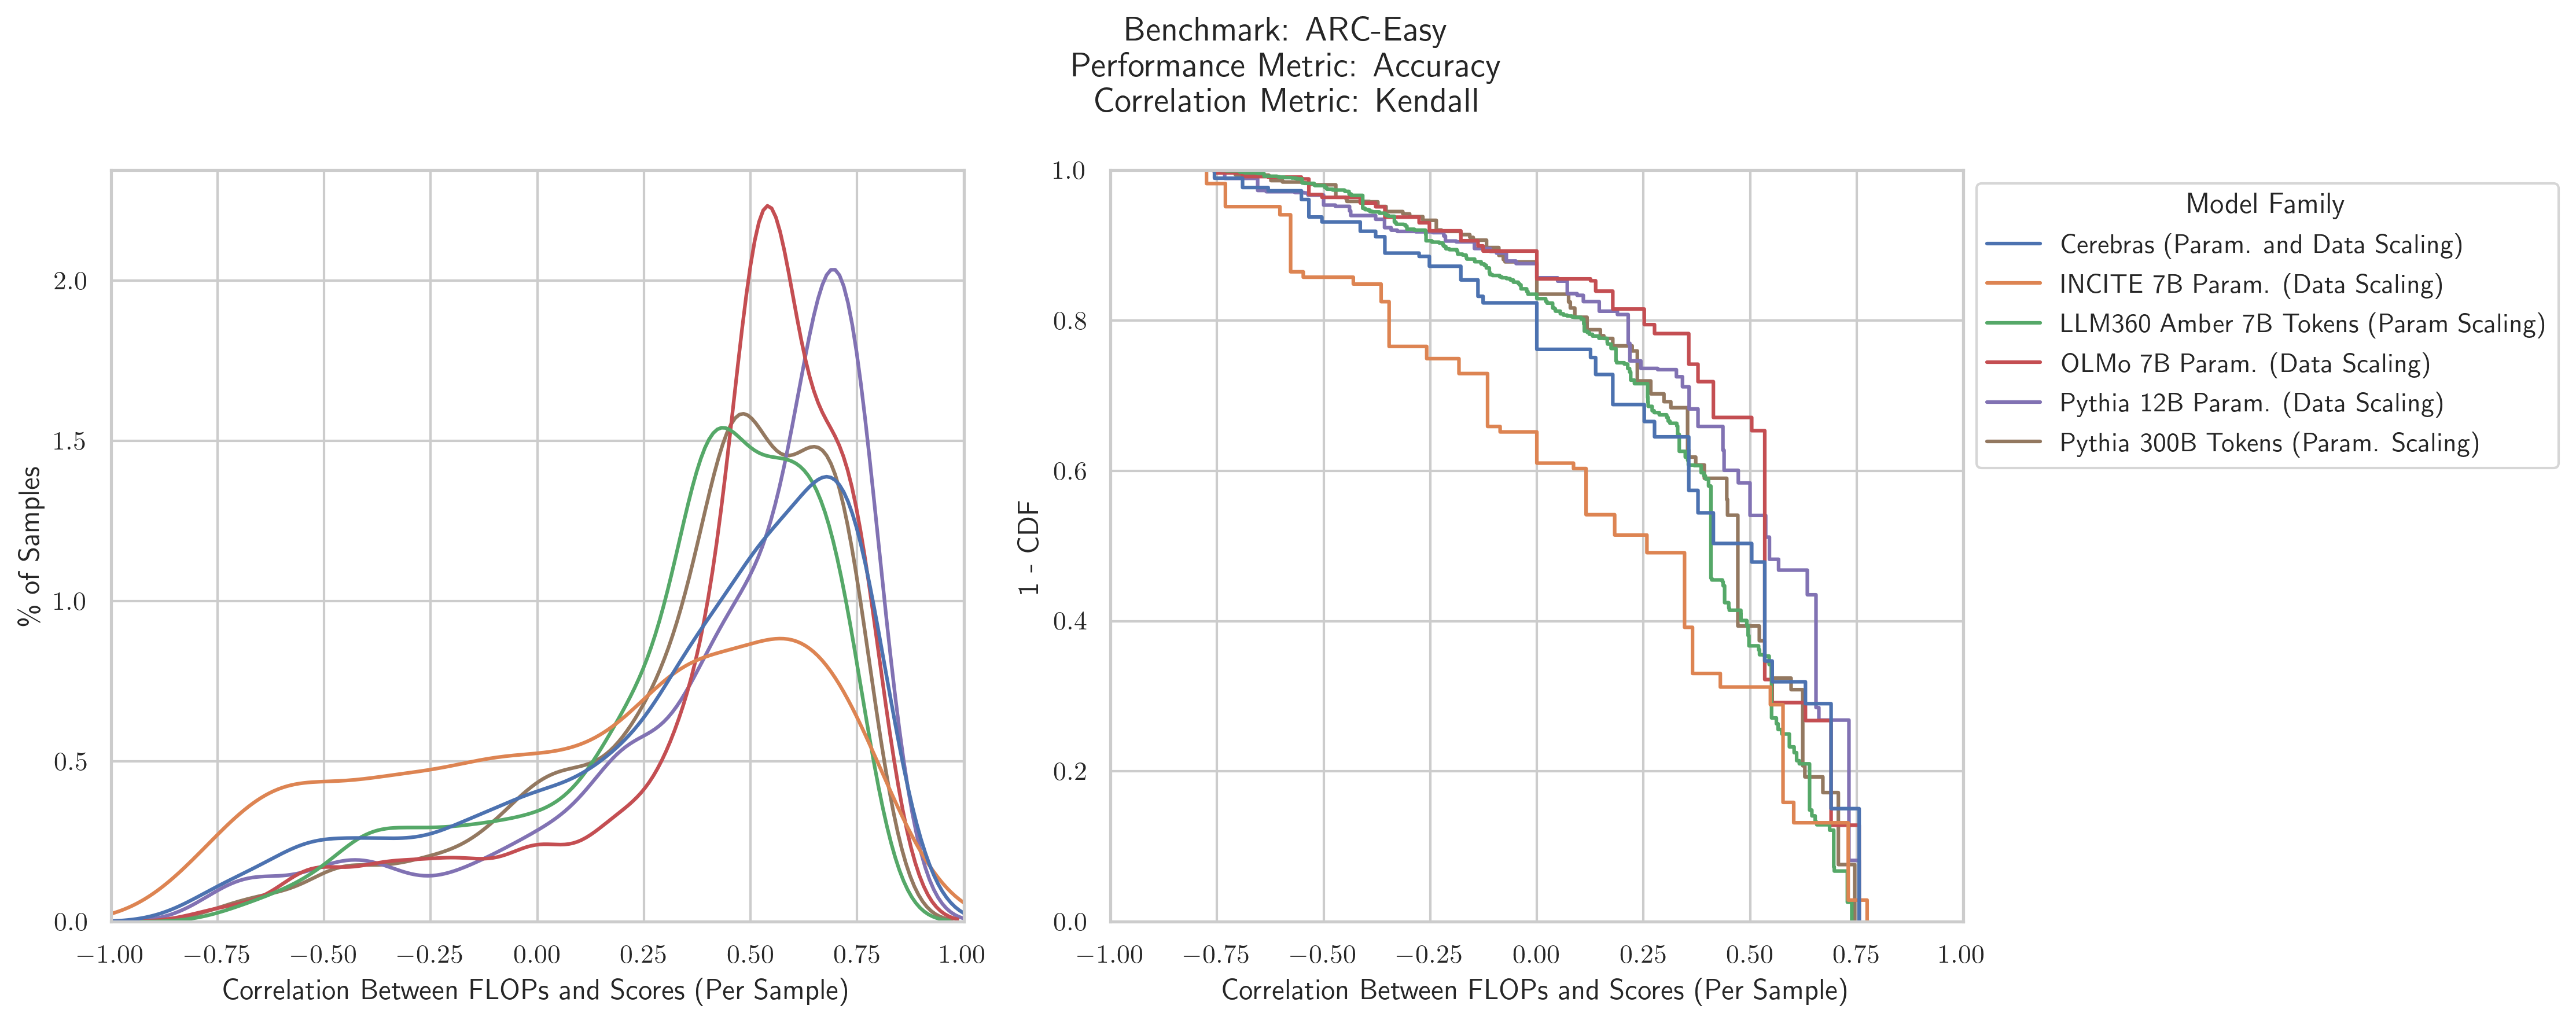 Benchmark: ARC-Easy
Performance Metric: Accuracy
Correlation Metric: Kendall
% of Samples
2.0
1.5
1.0
0.5
0.0
−1.00 −0.75 −0.50 −0.25 0.00 0.25 0.50 0.75 1.00
Correlation Between FLOPs and Scores (Per Sample)
1 - CDF
1.0
0.8
0.6
0.4
0.2
0.0
−1.00 −0.75 −0.50 −0.25 0.00 0.25 0.50 0.75 1.00
Correlation Between FLOPs and Scores (Per Sample)
Model Family
Cerebras (Param. and Data Scaling)
INCITE 7B Param. (Data Scaling)
LLM360 Amber 7B Tokens (Param Scaling)
OLMo 7B Param. (Data Scaling)
Pythia 12B Param. (Data Scaling)
Pythia 300B Tokens (Param. Scaling)